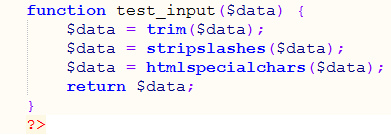 function test_input($data) {
    $data = trim($data);
    $data = stripslashes($data);
    $data = htmlspecialchars($data);
    return $data;
}
?>